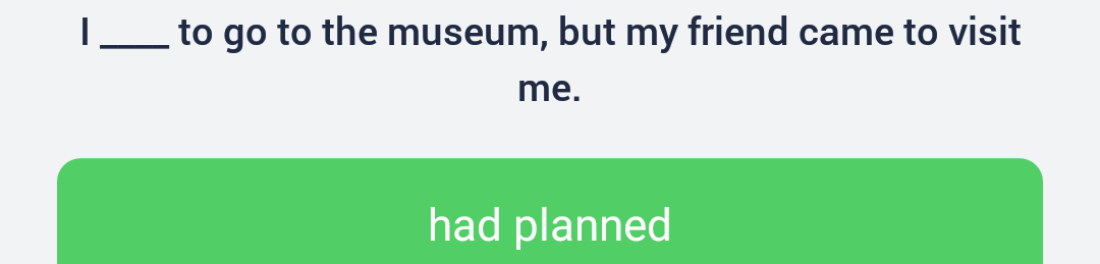 I ____ to go to the museum, but my friend came to visit
me.
had planned